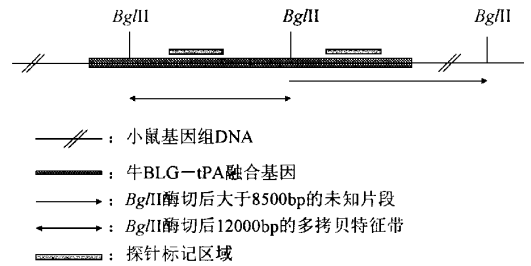 BglII BglII BglII
：小鼠基因组DNA
：牛BLG－tPA融合基因
：BglII酶切后大于8500bp的未知片段
：BglII酶切后12000bp的多拷贝特征带
：探针标记区域